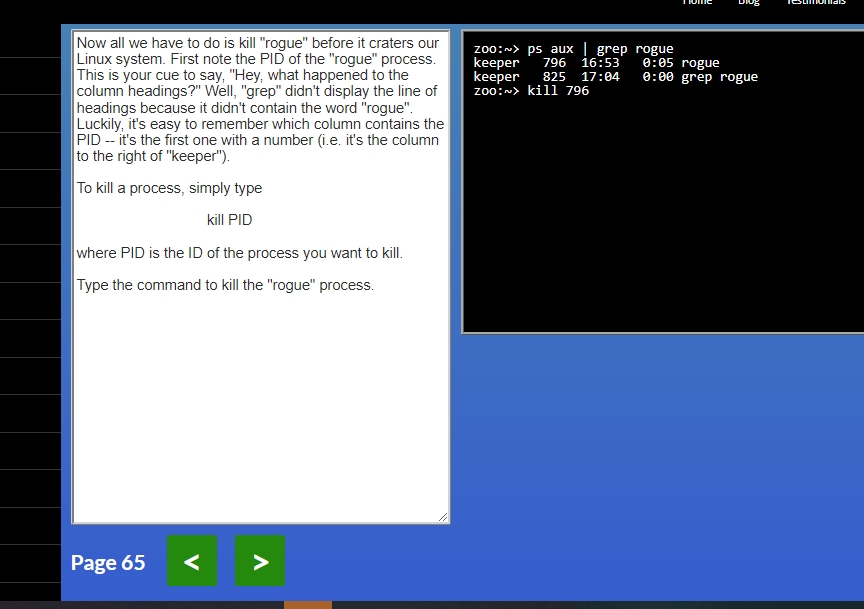 Home Blog Testimonials
Now all we have to do is kill "rogue" before it craters our
Linux system. First note the PID of the "rogue" process.
This is your cue to say, "Hey, what happened to the
column headings?" Well, "grep" didn't display the line of
headings because it didn't contain the word "rogue".
Luckily, it's easy to remember which column contains the
PID -- it's the first one with a number (i.e. it's the column
to the right of "keeper").
To kill a process, simply type
kill PID
where PID is the ID of the process you want to kill.
Type the command to kill the "rogue" process.
zoo:~> ps aux | grep rogue
keeper 796 16:53 0:05 rogue
keeper 825 17:04 0:00 grep rogue
zoo:~> kill 796
Page 65 < >